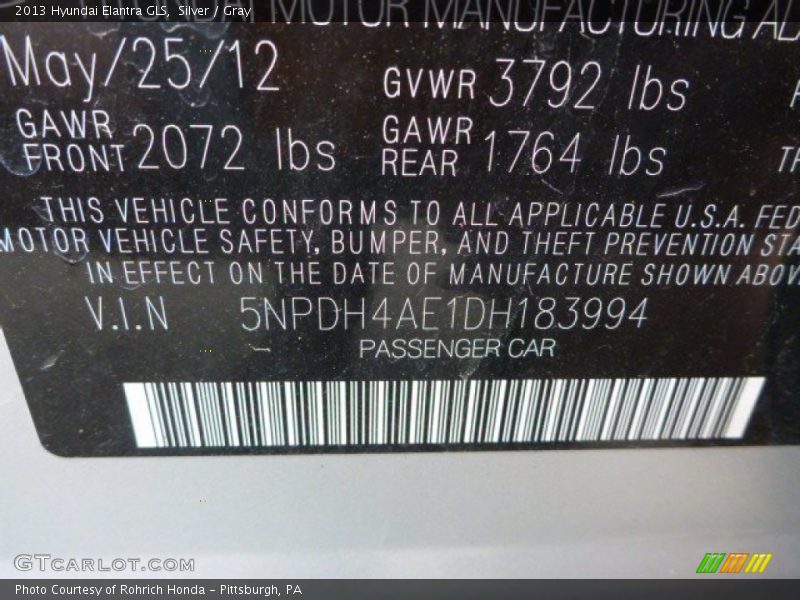 2013 Hyundai Elantra GLS, Silver / Gray
MOTOR MANUFACTURING
May/25/12
GVWR 3792 lbs
GAWR FRONT 2072 lbs
GAWR REAR 1764 lbs
THIS VEHICLE CONFORMS TO ALL APPLICABLE U.S.A. FED
MOTOR VEHICLE SAFETY, BUMPER, AND THEFT PREVENTION STA
IN EFFECT ON THE DATE OF MANUFACTURE SHOWN ABOV
V.I.N 5NPDH4AE1DH183994
PASSENGER CAR
GTCARLOT.COM
Photo Courtesy of Rohrich Honda - Pittsburgh, PA